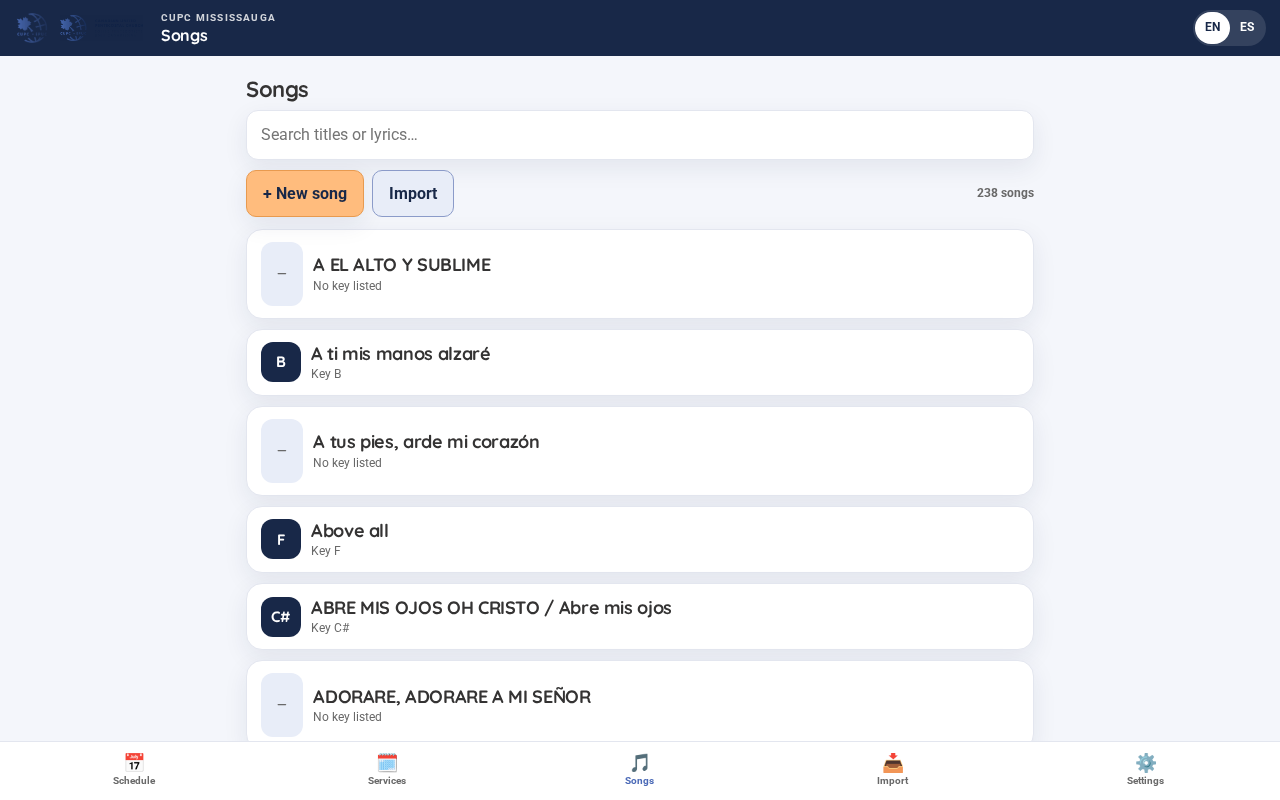 CUPC MISSISSAUGA
Songs
EN ES
Songs
Search titles or lyrics…
+ New song
Import
238 songs
–
A EL ALTO Y SUBLIME
No key listed
B
A ti mis manos alzaré
Key B
–
A tus pies, arde mi corazón
No key listed
F
Above all
Key F
C#
ABRE MIS OJOS OH CRISTO / Abre mis ojos
Key C#
–
ADORARE, ADORARE A MI SEÑOR
No key listed
Schedule
Services
Songs
Import
Settings